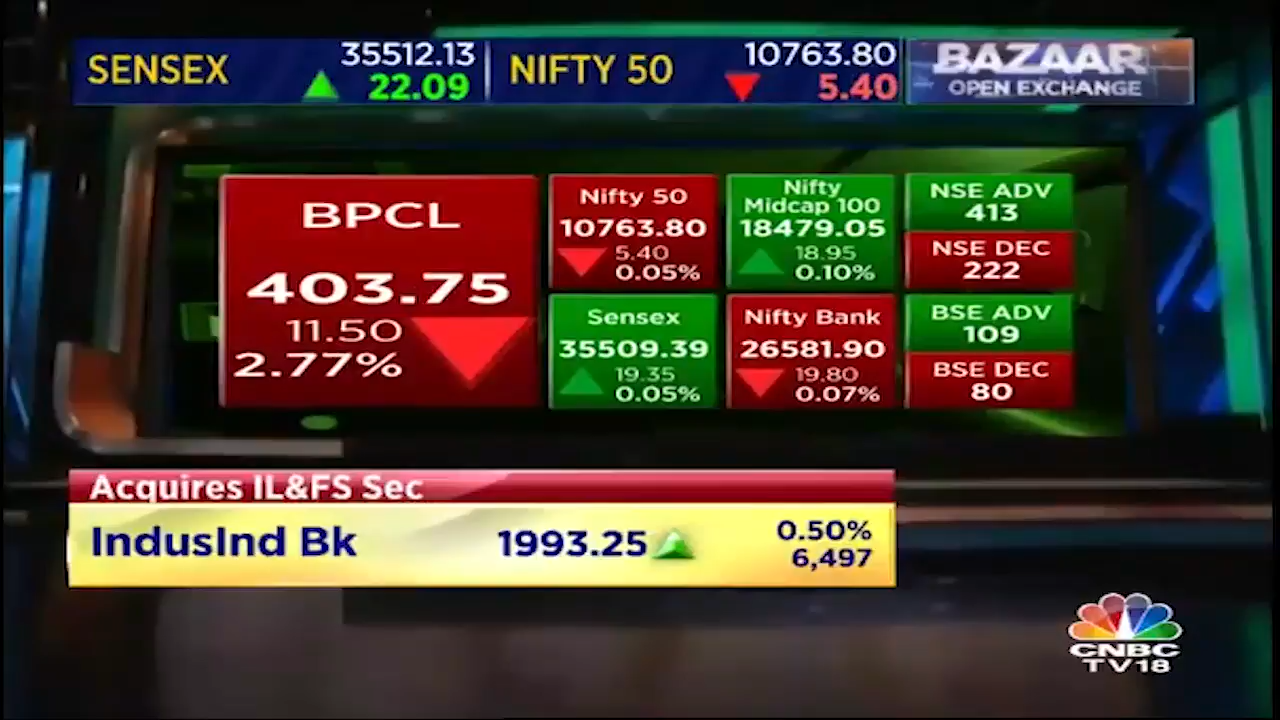 SENSEX 35512.13 22.09
NIFTY 50 10763.80 5.40
BAZAAR
OPEN EXCHANGE
BPCL
403.75
11.50
2.77%
Nifty 50
10763.80
5.40
0.05%
Nifty
Midcap 100
18479.05
18.95
0.10%
NSE ADV
413
NSE DEC
222
Sensex
35509.39
19.35
0.05%
Nifty Bank
26581.90
19.80
0.07%
BSE ADV
109
BSE DEC
80
Acquires IL&FS Sec
IndusInd Bk 1993.25 0.50%
6,497
CNBC
TV18